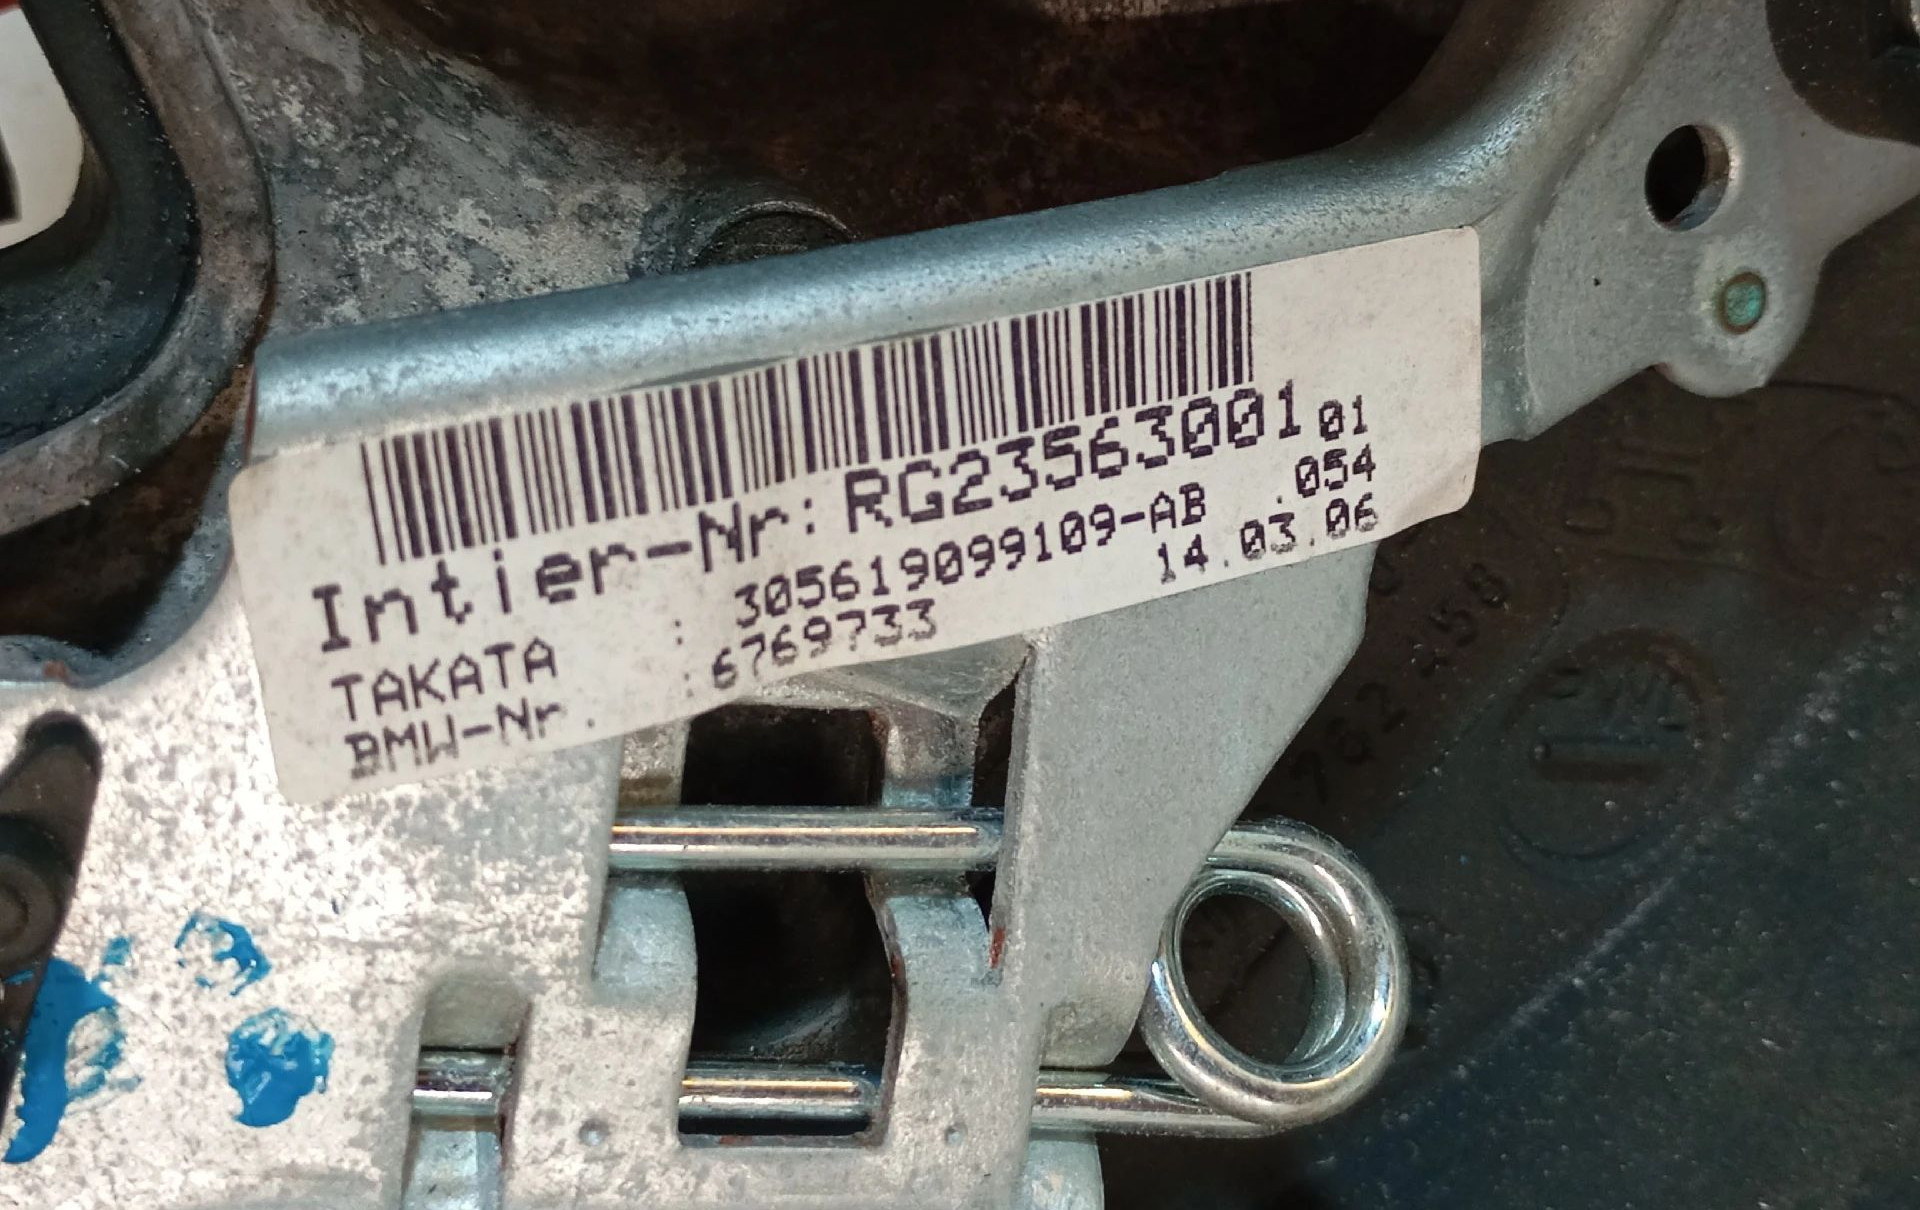 Intier-Nr: RG23563001 01
TAKATA : 305619099109-AB .054
BMW-Nr. : 6769733 14.03.06